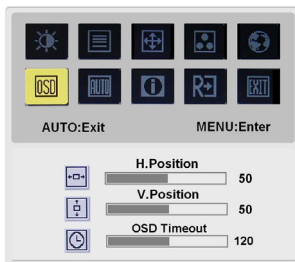 OSD AUTO i R EXIT
AUTO:Exit MENU:Enter
H.Position
50
V.Position
50
OSD Timeout
120